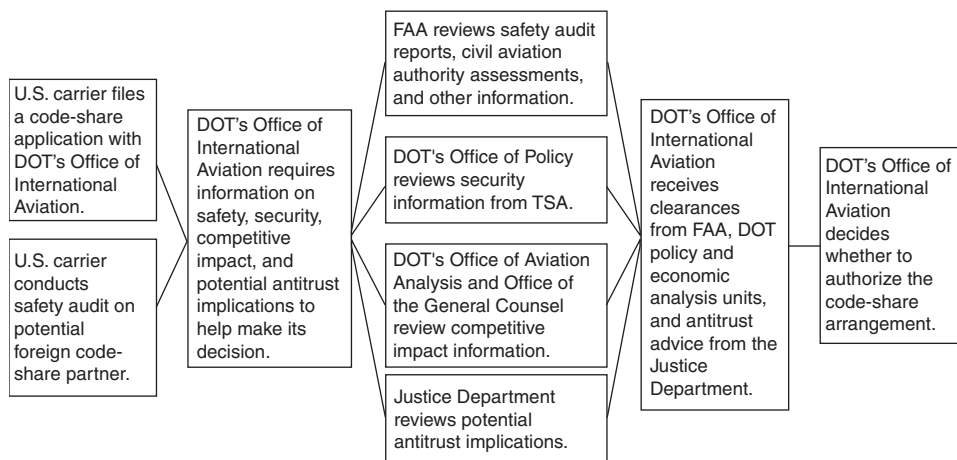 U.S. carrier files
a code-share
application with
DOT's Office of
International
Aviation.
U.S. carrier
conducts
safety audit on
potential
foreign code-
share partner.
DOT's Office of
International
Aviation requires
information on
safety, security,
competitive
impact, and
potential antitrust
implications to
help make its
decision.
FAA reviews safety audit
reports, civil aviation
authority assessments,
and other information.
DOT's Office of Policy
reviews security
information from TSA.
DOT's Office of Aviation
Analysis and Office of
the General Counsel
review competitive
impact information.
Justice Department
reviews potential
antitrust implications.
DOT's Office of
International
Aviation
receives
clearances
from FAA, DOT
policy and
economic
analysis units,
and antitrust
advice from the
Justice
Department.
DOT's Office of
International
Aviation
decides
whether to
authorize the
code-share
arrangement.